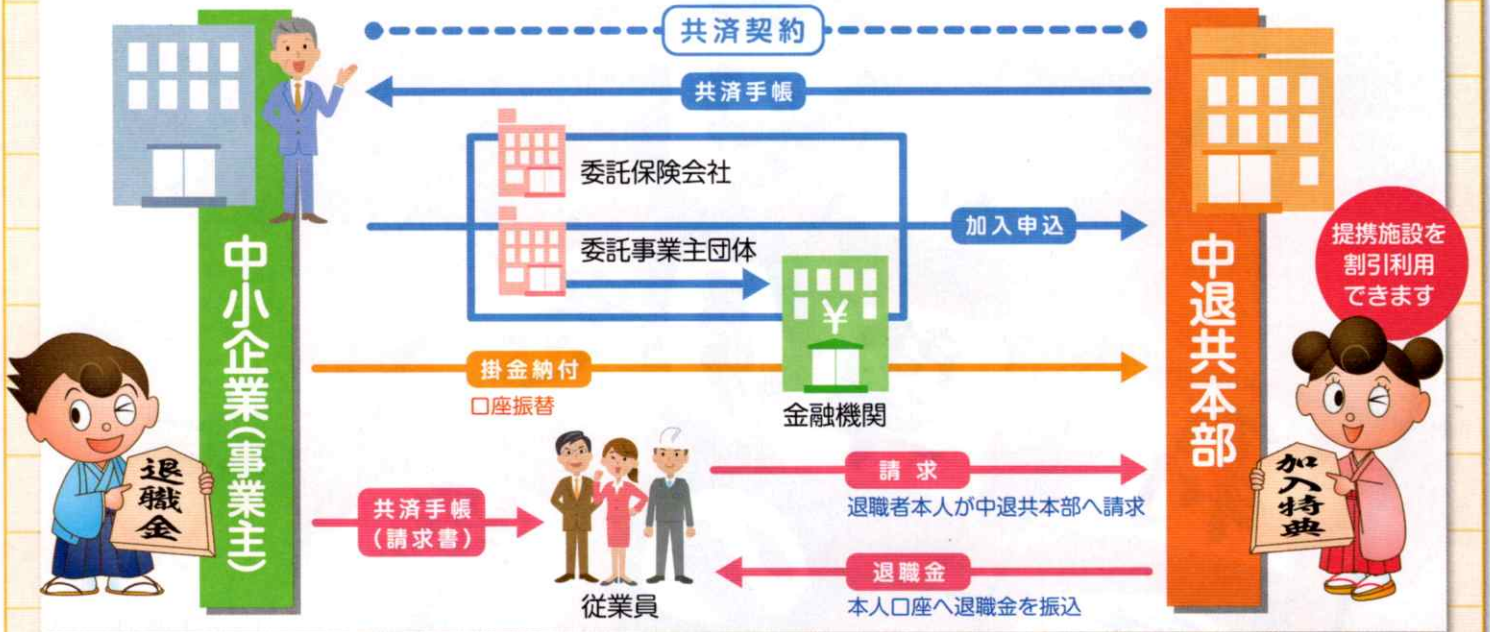 共済契約
共済手帳
委託保険会社
委託事業主団体
加入申込
提携施設を
割引利用
できます
中小企業(事業主)
中退共本部
¥
掛金納付
口座振替
金融機関
退職金
加入特典
請求
退職者本人が中退共本部へ請求
共済手帳
(請求書)
退職金
本人口座へ退職金を振込
従業員